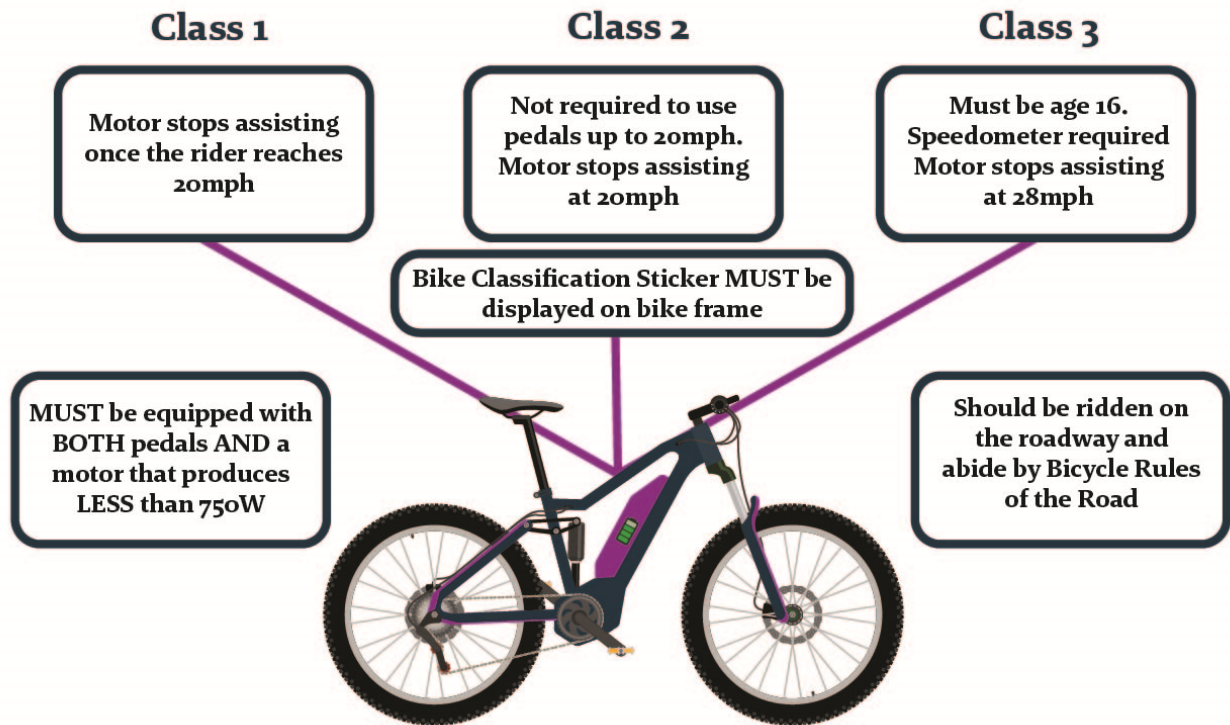 Class 1
Class 2
Class 3
Motor stops assisting
once the rider reaches
20mph
Not required to use
pedals up to 20mph.
Motor stops assisting
at 20mph
Must be age 16.
Speedometer required
Motor stops assisting
at 28mph
Bike Classification Sticker MUST be
displayed on bike frame
MUST be equipped with
BOTH pedals AND a
motor that produces
LESS than 750W
Should be ridden on
the roadway and
abide by Bicycle Rules
of the Road